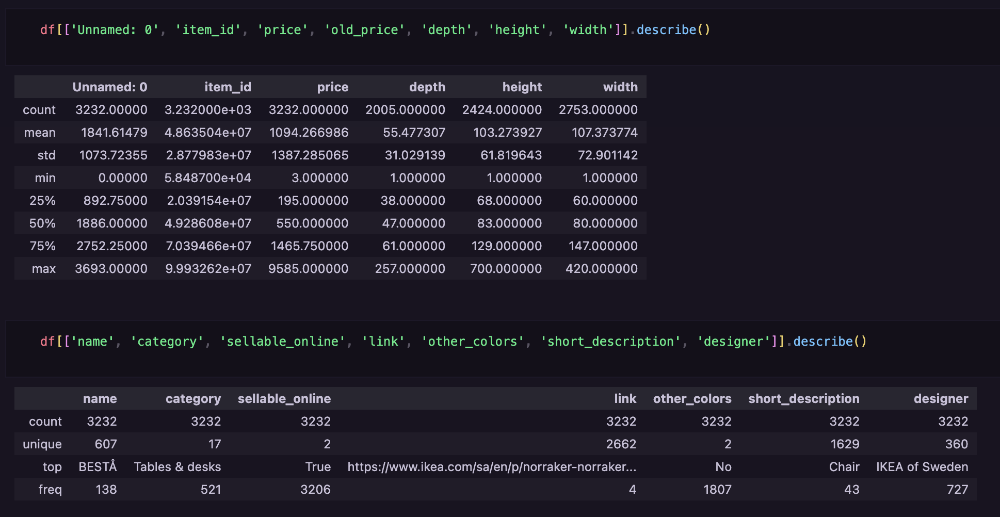 df[['Unnamed: 0', 'item_id', 'price', 'old_price', 'depth', 'height', 'width']].describe()
Unnamed: 0 item_id price depth height width
count 3232.00000 3.232000e+03 3232.000000 2005.000000 2424.000000 2753.000000
mean 1841.61479 4.863504e+07 1094.266986 55.477307 103.273927 107.373774
std 1073.72355 2.877983e+07 1387.285065 31.029139 61.819643 72.901142
min 0.00000 5.848700e+04 3.000000 1.000000 1.000000 1.000000
25% 892.75000 2.039154e+07 195.000000 38.000000 68.000000 60.000000
50% 1886.00000 4.928608e+07 550.000000 47.000000 83.000000 80.000000
75% 2752.25000 7.039466e+07 1465.750000 61.000000 129.000000 147.000000
max 3693.00000 9.993262e+07 9585.000000 257.000000 700.000000 420.000000
df[['name', 'category', 'sellable_online', 'link', 'other_colors', 'short_description', 'designer']].describe()
name category sellable_online link other_colors short_description designer
count 3232 3232 3232 3232 3232 3232 3232
unique 607 17 2 2662 2 1629 360
top BESTÅ Tables & desks True https://www.ikea.com/sa/en/p/norraker-norraker... No Chair IKEA of Sweden
freq 138 521 3206 4 1807 43 727